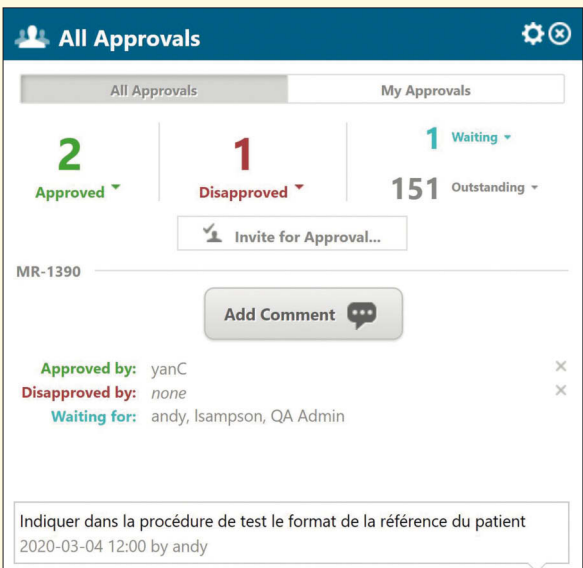 All Approvals
All Approvals My Approvals
2 1 1 Waiting
Approved Disapproved 151 Outstanding
Invite for Approval...
MR-1390
Add Comment
Approved by: yanC
Disapproved by: none
Waiting for: andy, lsampson, QA Admin
Indiquer dans la procédure de test le format de la référence du patient
2020-03-04 12:00 by andy